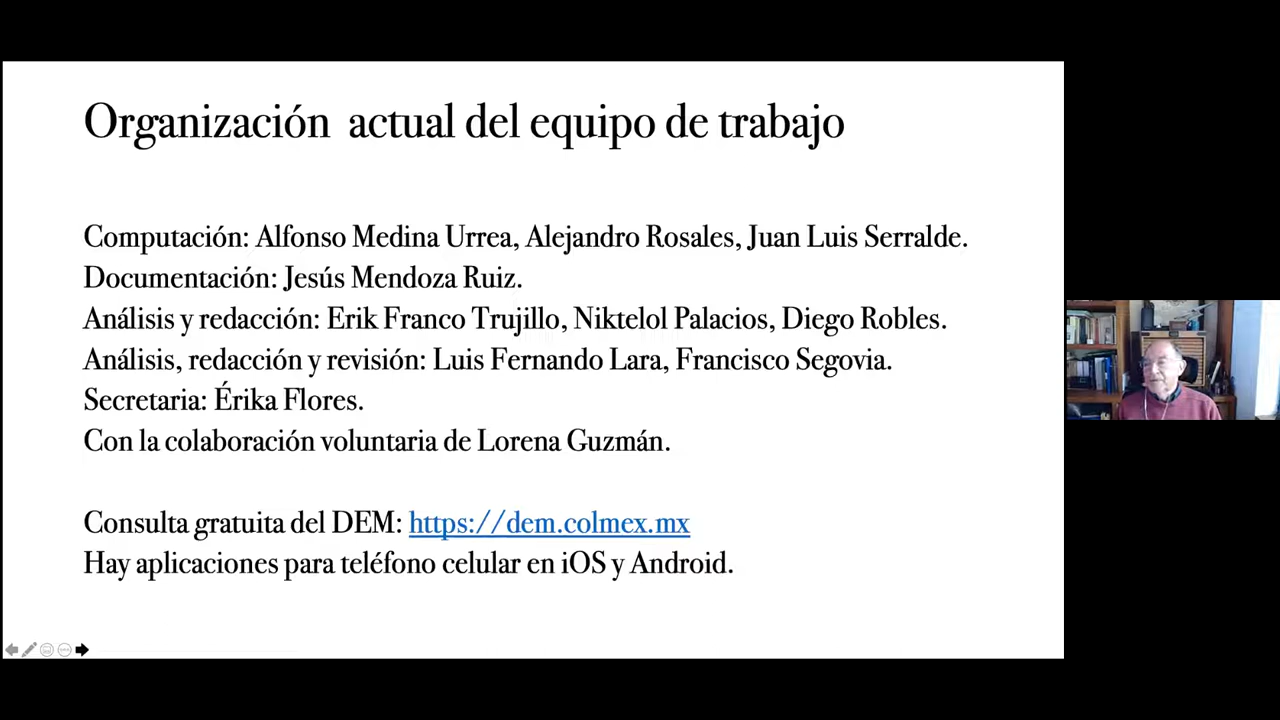 Organización actual del equipo de trabajo
Computación: Alfonso Medina Urrea, Alejandro Rosales, Juan Luis Serralde.
Documentación: Jesús Mendoza Ruiz.
Análisis y redacción: Erik Franco Trujillo, Niktelol Palacios, Diego Robles.
Análisis, redacción y revisión: Luis Fernando Lara, Francisco Segovia.
Secretaria: Érika Flores.
Con la colaboración voluntaria de Lorena Guzmán.
Consulta gratuita del DEM: https://dem.colmex.mx
Hay aplicaciones para teléfono celular en iOS y Android.